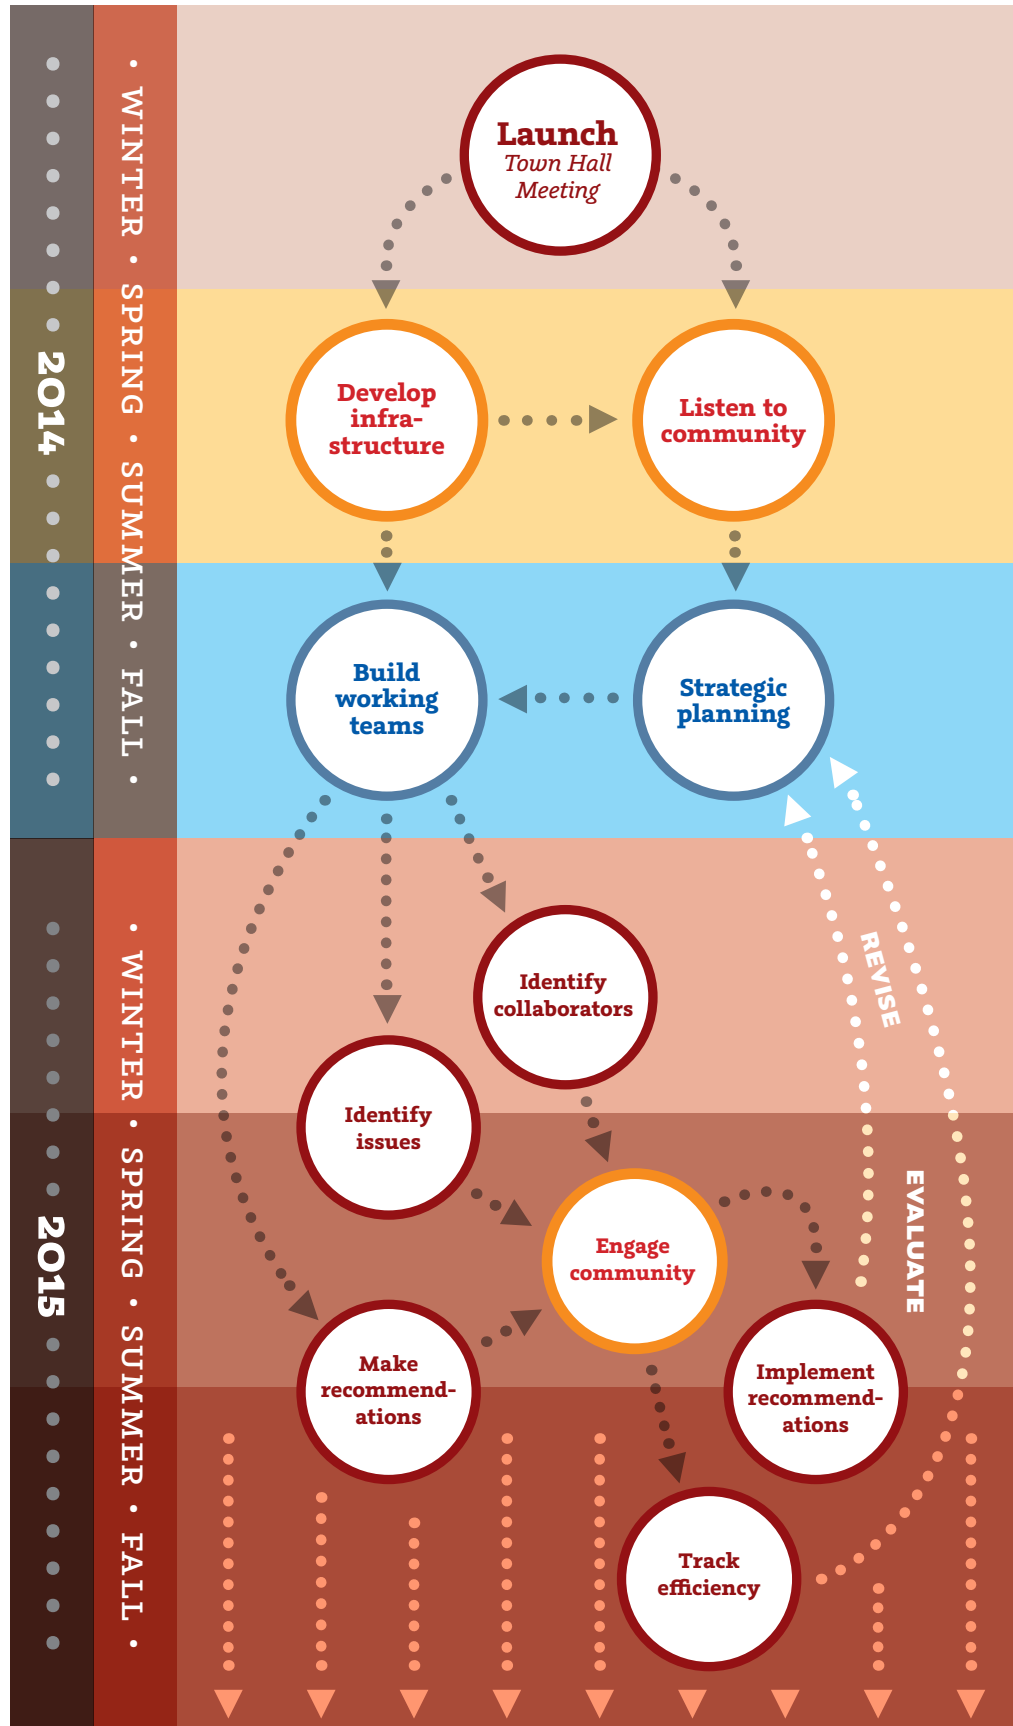 2014
• WINTER • SPRING • SUMMER • FALL •
Launch
Town Hall
Meeting
Develop
infra-
structure
Listen to
community
Build
working
teams
Strategic
planning
2015
• WINTER • SPRING • SUMMER • FALL •
REVISE
Identify
collaborators
Identify
issues
EVALUATE
Engage
community
Make
recommend-
ations
Implement
recommend-
ations
Track
efficiency